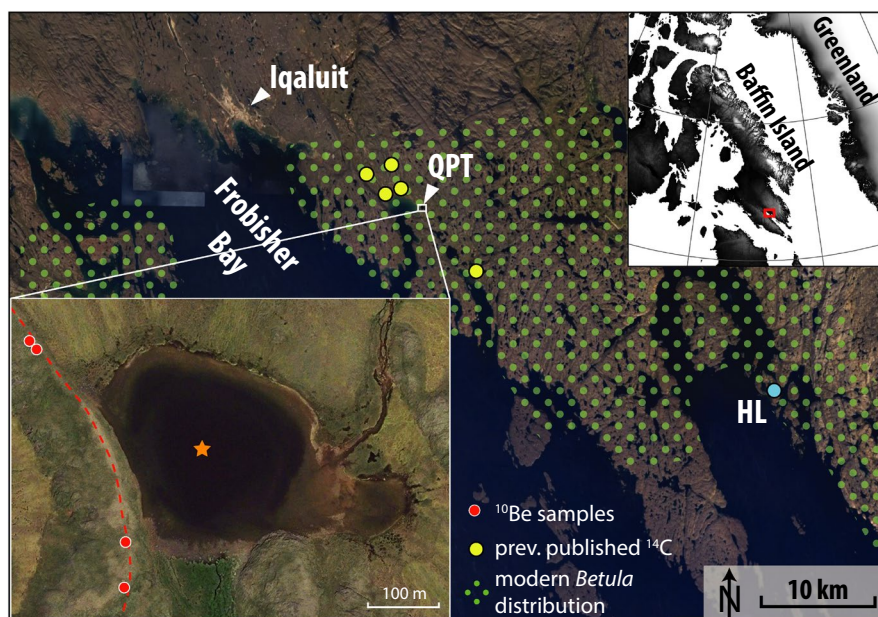 Iqaluit
QPT
Frobisher
Bay
Baffin Island
Greenland
HL
100 m
¹⁰Be samples
prev. published ¹⁴C
modern Betula
distribution
N
10 km